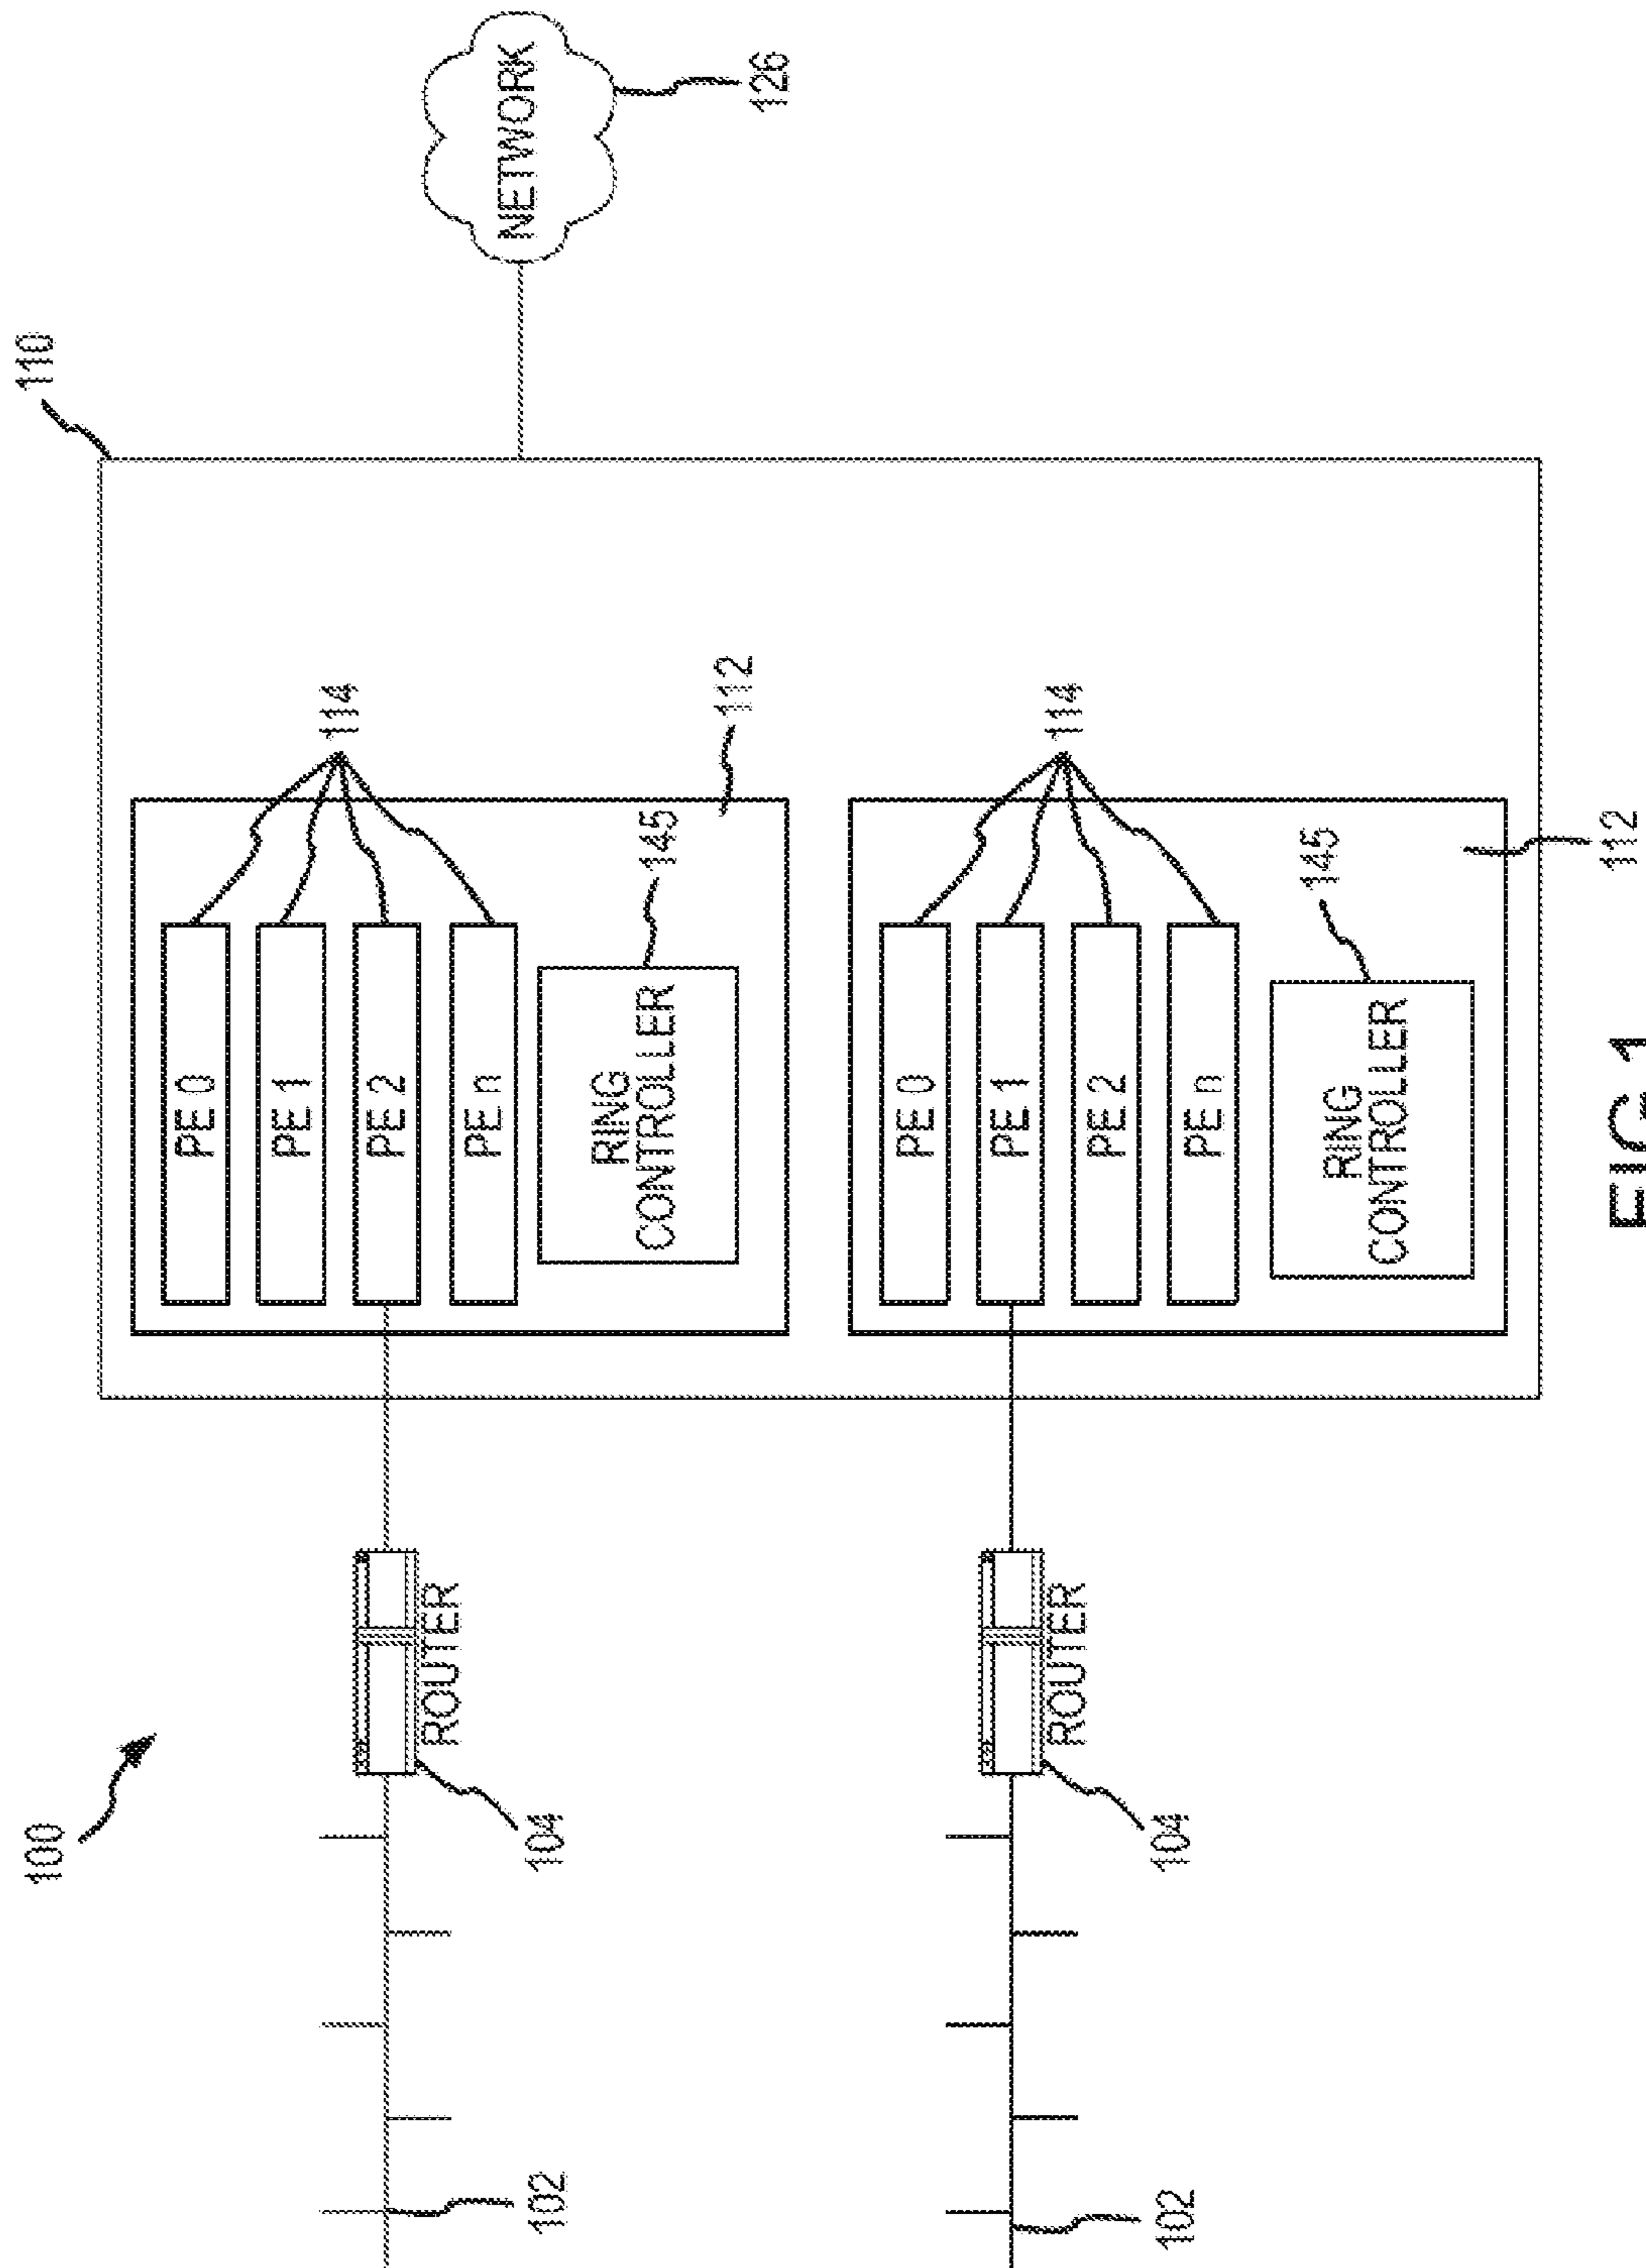 100
110
PE 0
PE 1
114
PE 2
ROUTER
PE n
NETWORK
102
104
RING
CONTROLLER
145
112
126
PE 0
PE 1
114
PE 2
ROUTER
102
104
PE n
RING
CONTROLLER
145
112
FIG. 1